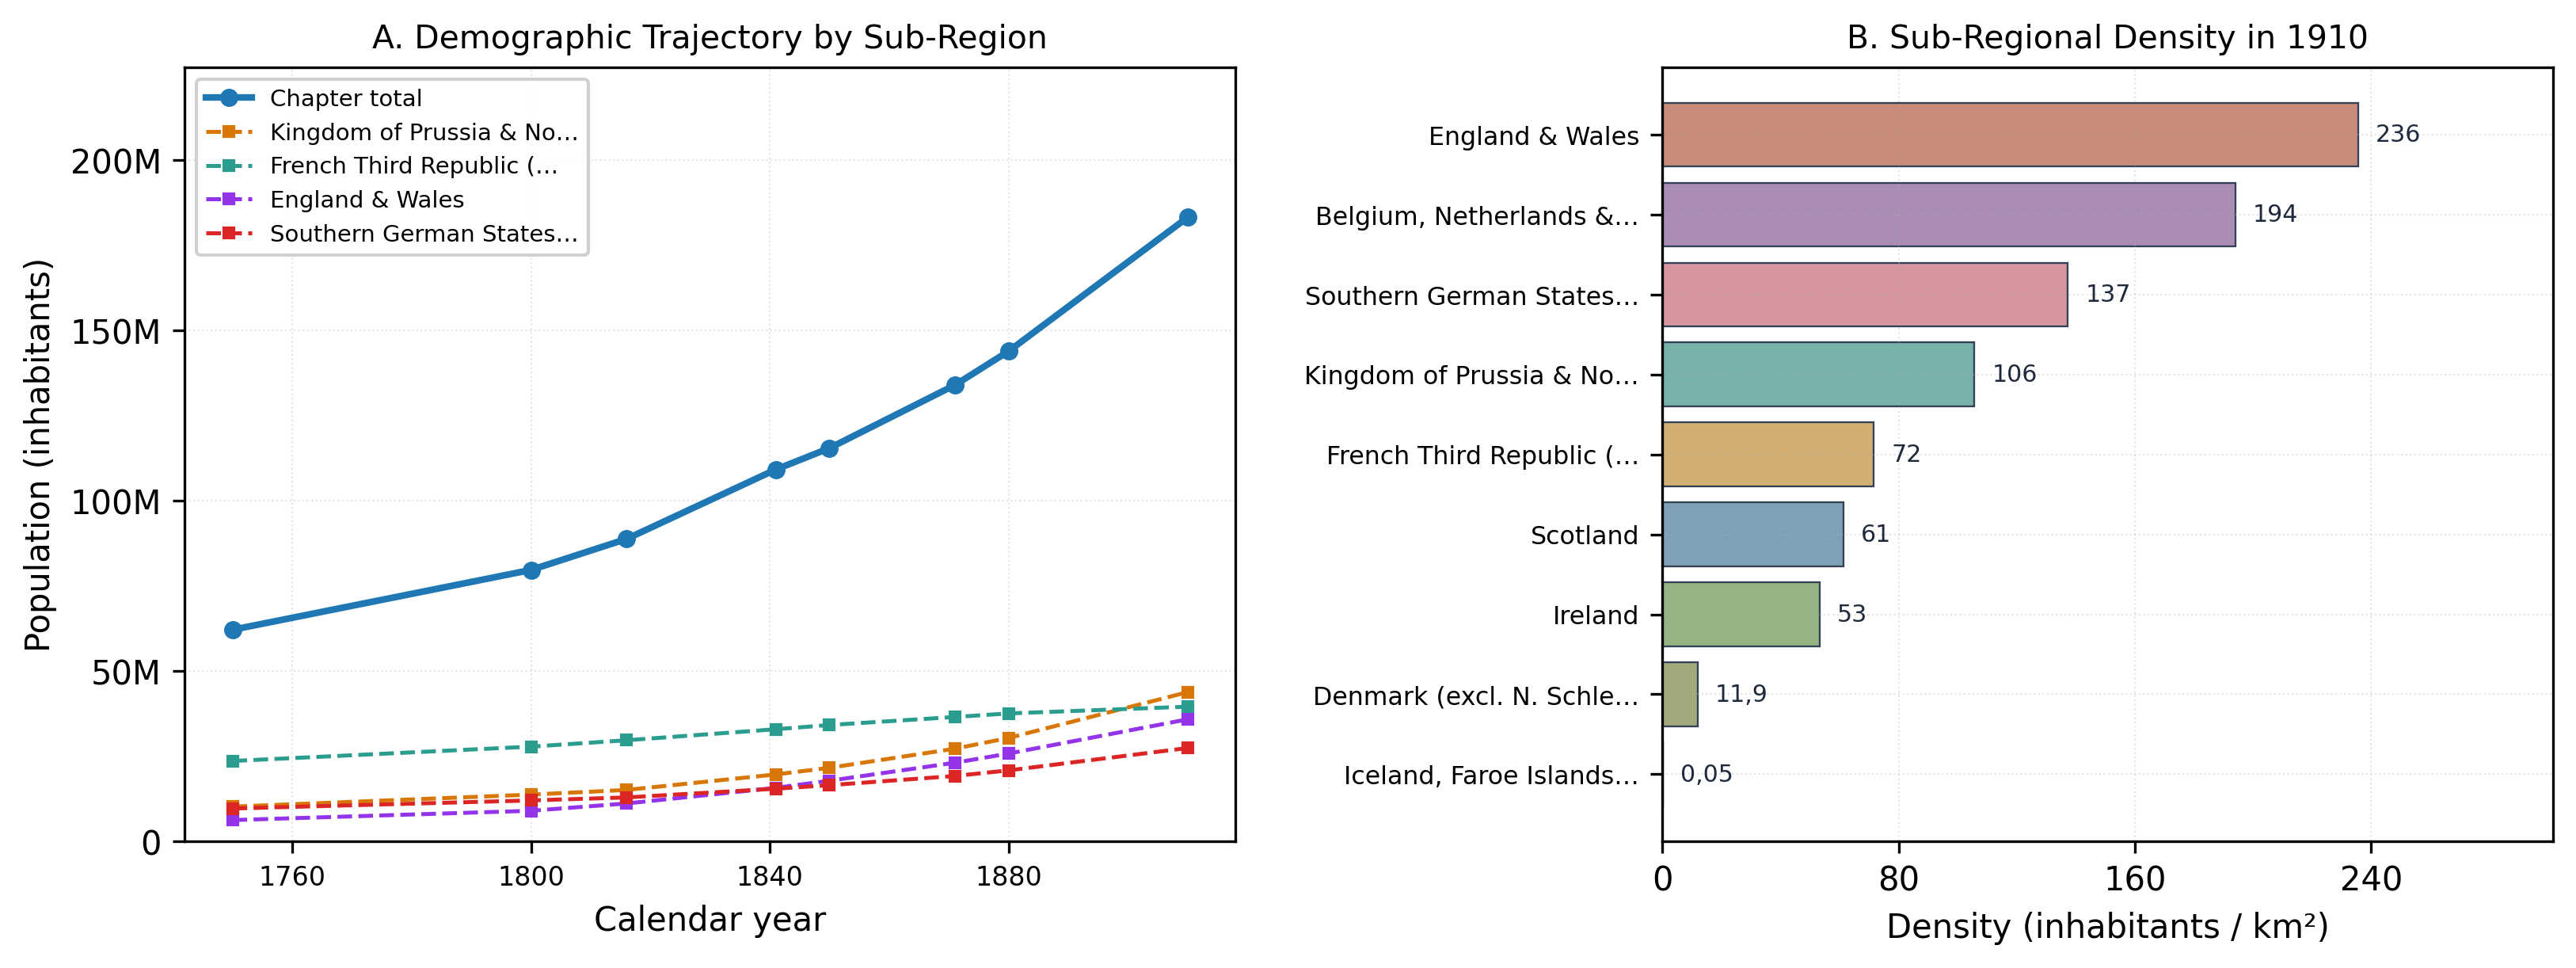 A. Demographic Trajectory by Sub-Region
Population (inhabitants)
200M
150M
100M
50M
0
Chapter total
Kingdom of Prussia & No...
French Third Republic (...
England & Wales
Southern German States...
1760 1800 1840 1880
Calendar year
B. Sub-Regional Density in 1910
England & Wales 236
Belgium, Netherlands &... 194
Southern German States... 137
Kingdom of Prussia & No... 106
French Third Republic (... 72
Scotland 61
Ireland 53
Denmark (excl. N. Schle... 11,9
Iceland, Faroe Islands... 0,05
0 80 160 240
Density (inhabitants / km²)